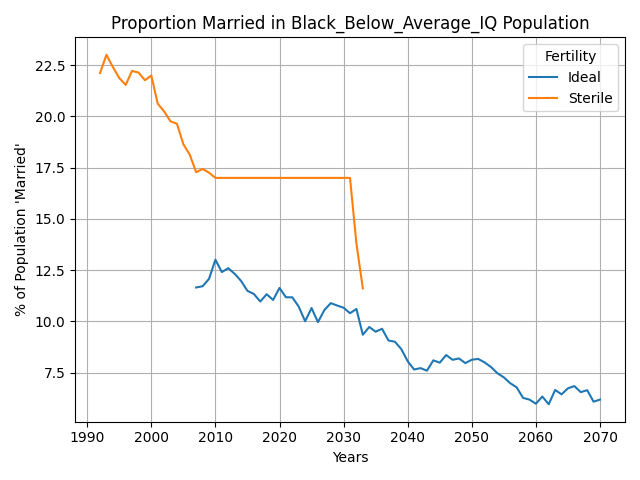 Proportion Married in Black_Below_Average_IQ Population
% of Population 'Married'
22.5
20.0
17.5
15.0
12.5
10.0
7.5
Fertility
Ideal
Sterile
1990 2000 2010 2020 2030 2040 2050 2060 2070
Years